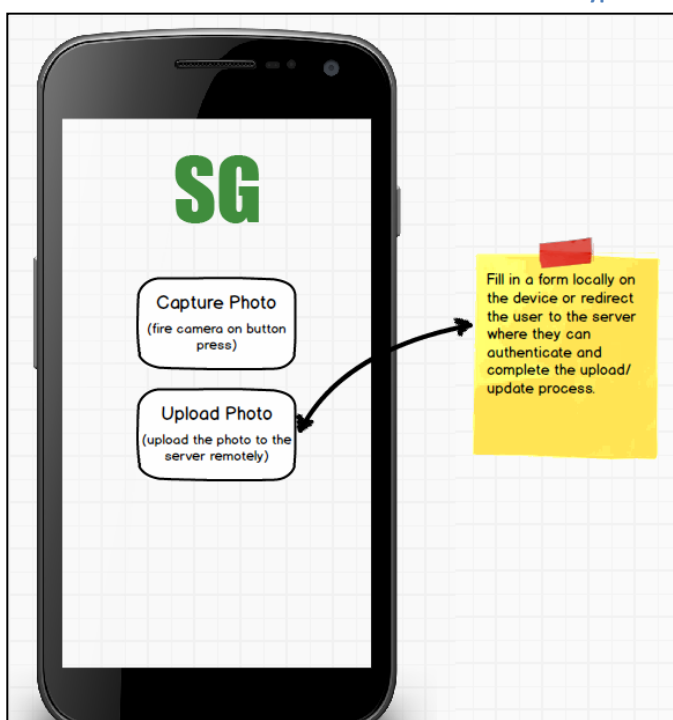 SG
Capture Photo
(fire camera on button
press)
Upload Photo
(upload the photo to the
server remotely)
Fill in a form locally on
the device or redirect
the user to the server
where they can
authenticate and
complete the upload/
update process.